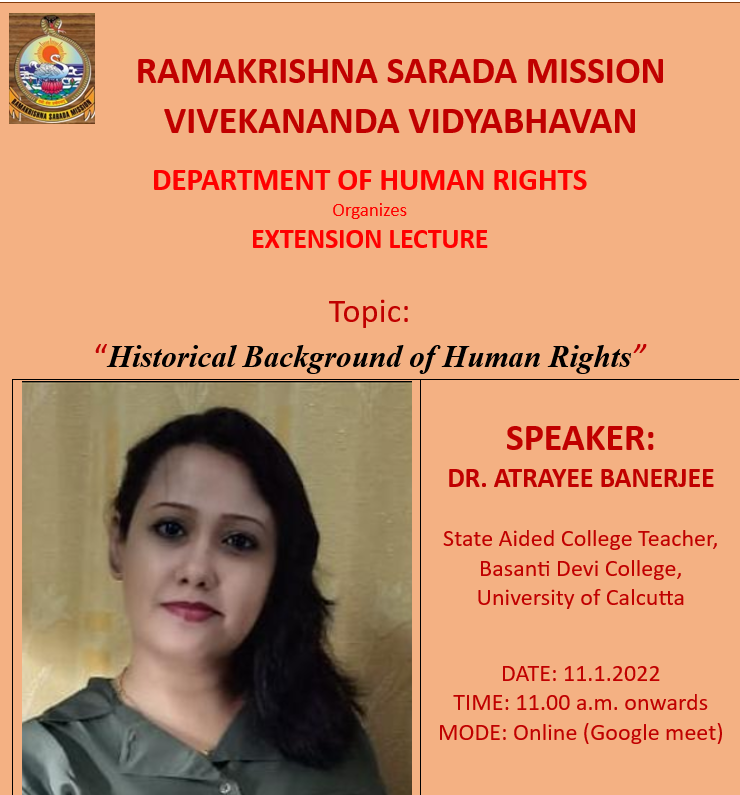 RAMAKRISHNA SARADA MISSION
RAMAKRISHNA SARADA MISSION
VIVEKANANDA VIDYABHAVAN
DEPARTMENT OF HUMAN RIGHTS
Organizes
EXTENSION LECTURE
Topic:
“Historical Background of Human Rights”
SPEAKER:
DR. ATRAYEE BANERJEE
State Aided College Teacher,
Basanti Devi College,
University of Calcutta
DATE: 11.1.2022
TIME: 11.00 a.m. onwards
MODE: Online (Google meet)